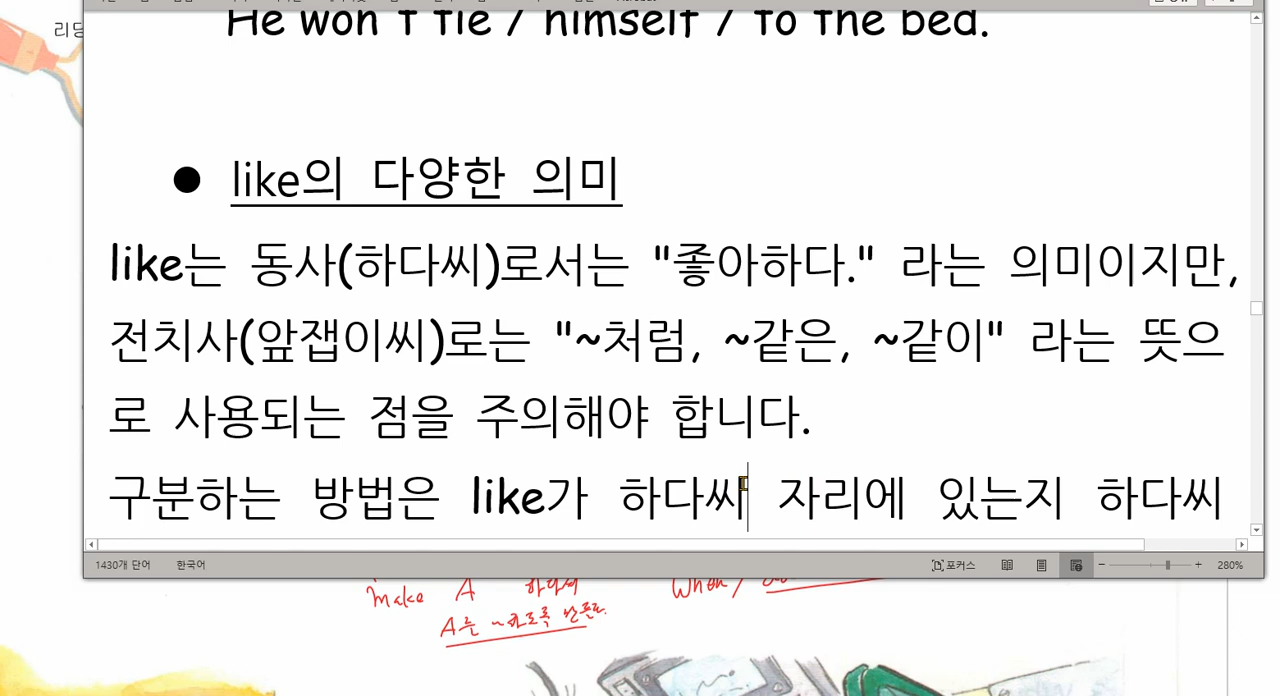 리딩
He won't tie / himself / to the bed.
● like의 다양한 의미
like는 동사(하다씨)로서는 "좋아하다." 라는 의미이지만,
전치사(앞잽이씨)로는 "~처럼, ~같은, ~같이" 라는 뜻으
로 사용되는 점을 주의해야 합니다.
구분하는 방법은 like가 하다씨 자리에 있는지 하다씨
1430개 단어 한국어 포커스 280%
make A 하다씨 When /
A를 ~하도록 만든다.